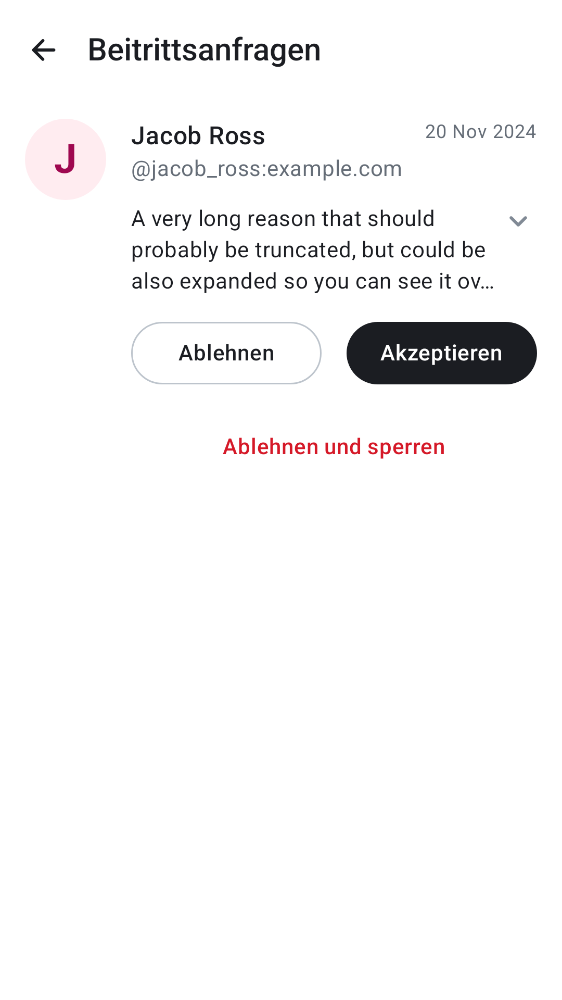 Beitrittsanfragen
J
Jacob Ross
20 Nov 2024
@jacob_ross:example.com
A very long reason that should
probably be truncated, but could be
also expanded so you can see it ov…
Ablehnen
Akzeptieren
Ablehnen und sperren